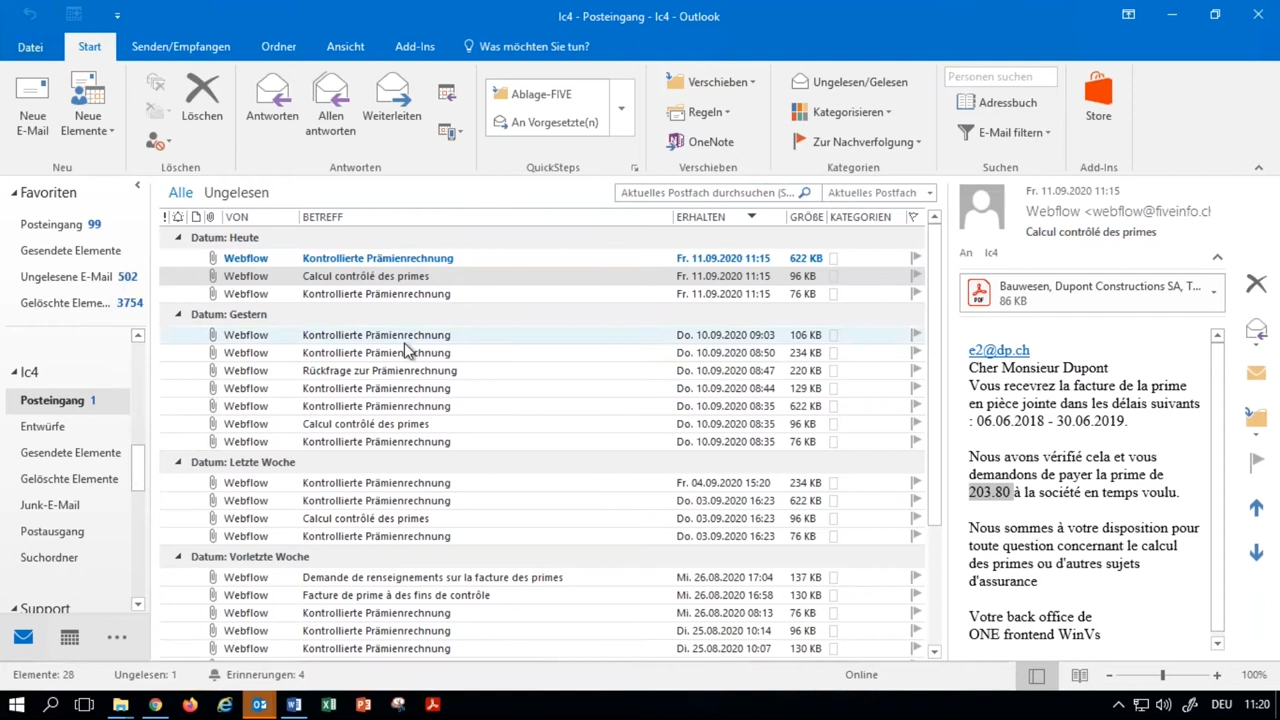 lc4 - Posteingang - lc4 - Outlook
Datei Start Senden/Empfangen Ordner Ansicht Add-Ins Was möchten Sie tun?
Neue E-Mail
Neue Elemente
Neu
Löschen
Löschen
Antworten
Allen antworten
Weiterleiten
Antworten
Ablage-FIVE
An Vorgesetzte(n)
QuickSteps
Verschieben
Regeln
OneNote
Verschieben
Ungelesen/Gelesen
Kategorisieren
Zur Nachverfolgung
Kategorien
Personen suchen
Adressbuch
E-Mail filtern
Suchen
Store
Add-Ins
Favoriten
Posteingang 99
Gesendete Elemente
Ungelesene E-Mail 502
Gelöschte Eleme... 3754
lc4
Posteingang 1
Entwürfe
Gesendete Elemente
Gelöschte Elemente
Junk-E-Mail
Postausgang
Suchordner
Support
Alle Ungelesen
Aktuelles Postfach durchsuchen (S... Aktuelles Postfach
! VON BETREFF ERHALTEN GRÖßE KATEGORIEN
Datum: Heute
Webflow Kontrollierte Prämienrechnung Fr. 11.09.2020 11:15 622 KB
Webflow Calcul contrôlé des primes Fr. 11.09.2020 11:15 96 KB
Webflow Kontrollierte Prämienrechnung Fr. 11.09.2020 11:15 76 KB
Datum: Gestern
Webflow Kontrollierte Prämienrechnung Do. 10.09.2020 09:03 106 KB
Webflow Kontrollierte Prämienrechnung Do. 10.09.2020 08:50 234 KB
Webflow Rückfrage zur Prämienrechnung Do. 10.09.2020 08:47 220 KB
Webflow Kontrollierte Prämienrechnung Do. 10.09.2020 08:44 129 KB
Webflow Kontrollierte Prämienrechnung Do. 10.09.2020 08:35 622 KB
Webflow Calcul contrôlé des primes Do. 10.09.2020 08:35 96 KB
Webflow Kontrollierte Prämienrechnung Do. 10.09.2020 08:35 76 KB
Datum: Letzte Woche
Webflow Kontrollierte Prämienrechnung Fr. 04.09.2020 15:20 234 KB
Webflow Kontrollierte Prämienrechnung Do. 03.09.2020 16:23 622 KB
Webflow Calcul contrôlé des primes Do. 03.09.2020 16:23 96 KB
Webflow Kontrollierte Prämienrechnung Do. 03.09.2020 16:23 76 KB
Datum: Vorletzte Woche
Webflow Demande de renseignements sur la facture des primes Mi. 26.08.2020 17:04 137 KB
Webflow Facture de prime à des fins de contrôle Mi. 26.08.2020 16:58 130 KB
Webflow Kontrollierte Prämienrechnung Mi. 26.08.2020 08:13 76 KB
Webflow Kontrollierte Prämienrechnung Di. 25.08.2020 10:14 96 KB
Webflow Kontrollierte Prämienrechnung Di. 25.08.2020 10:07 130 KB
Fr. 11.09.2020 11:15
Webflow <webflow@fiveinfo.cl
Calcul contrôlé des primes
An lc4
Bauwesen, Dupont Constructions SA, T...
86 KB
e2@dp.ch
Cher Monsieur Dupont
Vous recevrez la facture de la prime
en pièce jointe dans les délais suivants
: 06.06.2018 - 30.06.2019.
Nous avons vérifié cela et vous
demandons de payer la prime de
203.80 à la société en temps voulu.
Nous sommes à votre disposition pour
toute question concernant le calcul
des primes ou d'autres sujets
d'assurance
Votre back office de
ONE frontend WinVs
Elemente: 28 Ungelesen: 1 Erinnerungen: 4 Online 100%
DEU 11:20